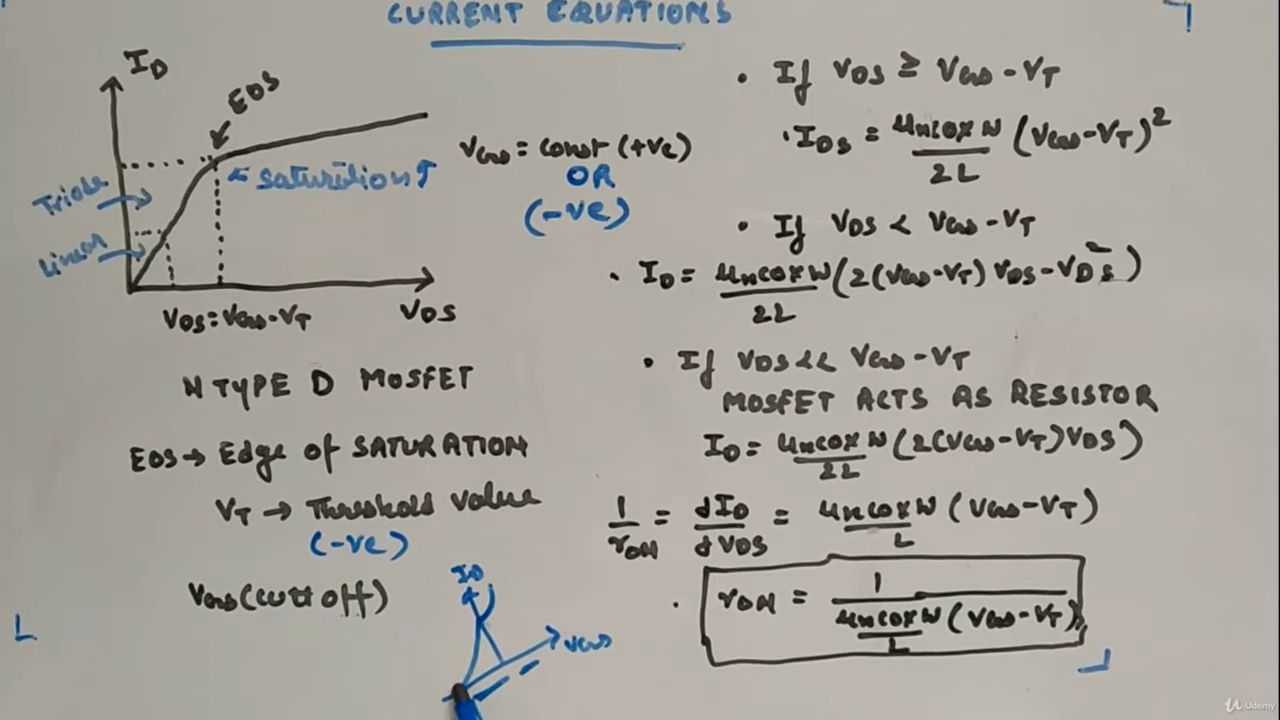 CURRENT EQUATIONS
ID
EOS
Triode
Linear
← saturation ↑
VDS = VGS - VT
VDS
VGS = const (+ve)
OR
(-ve)
N TYPE D MOSFET
EOS → Edge of SATURATION
VT → Threshold value
(-ve)
VGS (cutt off)
ID
VGS
• If VDS ≥ VGS - VT
• IDS = μnCoxW/2L (VGS - VT)²
• If VDS < VGS - VT
• ID = μnCoxW/2L (2(VGS - VT) VDS - VDS²)
• If VDS << VGS - VT
MOSFET ACTS AS RESISTOR
ID = μnCoxW/2L (2(VGS - VT)VDS)
1/rON = dID/dVDS = μnCoxW/L (VGS - VT)
• rON = 1/(μnCoxW/L (VGS - VT))
Udemy